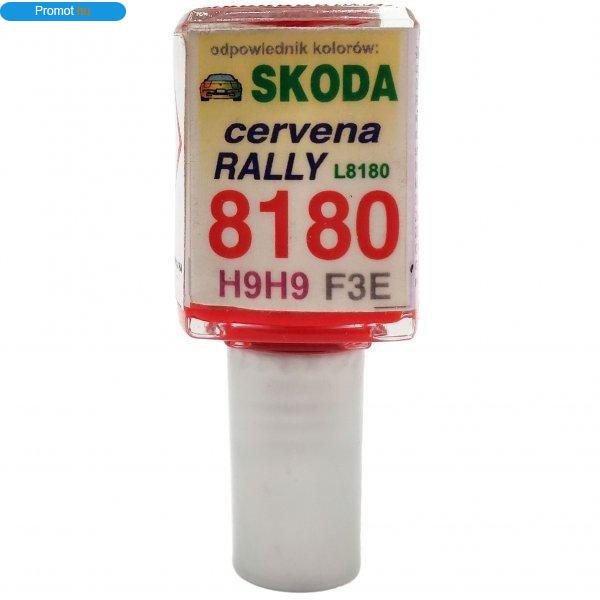 Promot.hu
odpowiednik kolorów:
SKODA
cervena
RALLY L8180
8180
H9H9 F3E